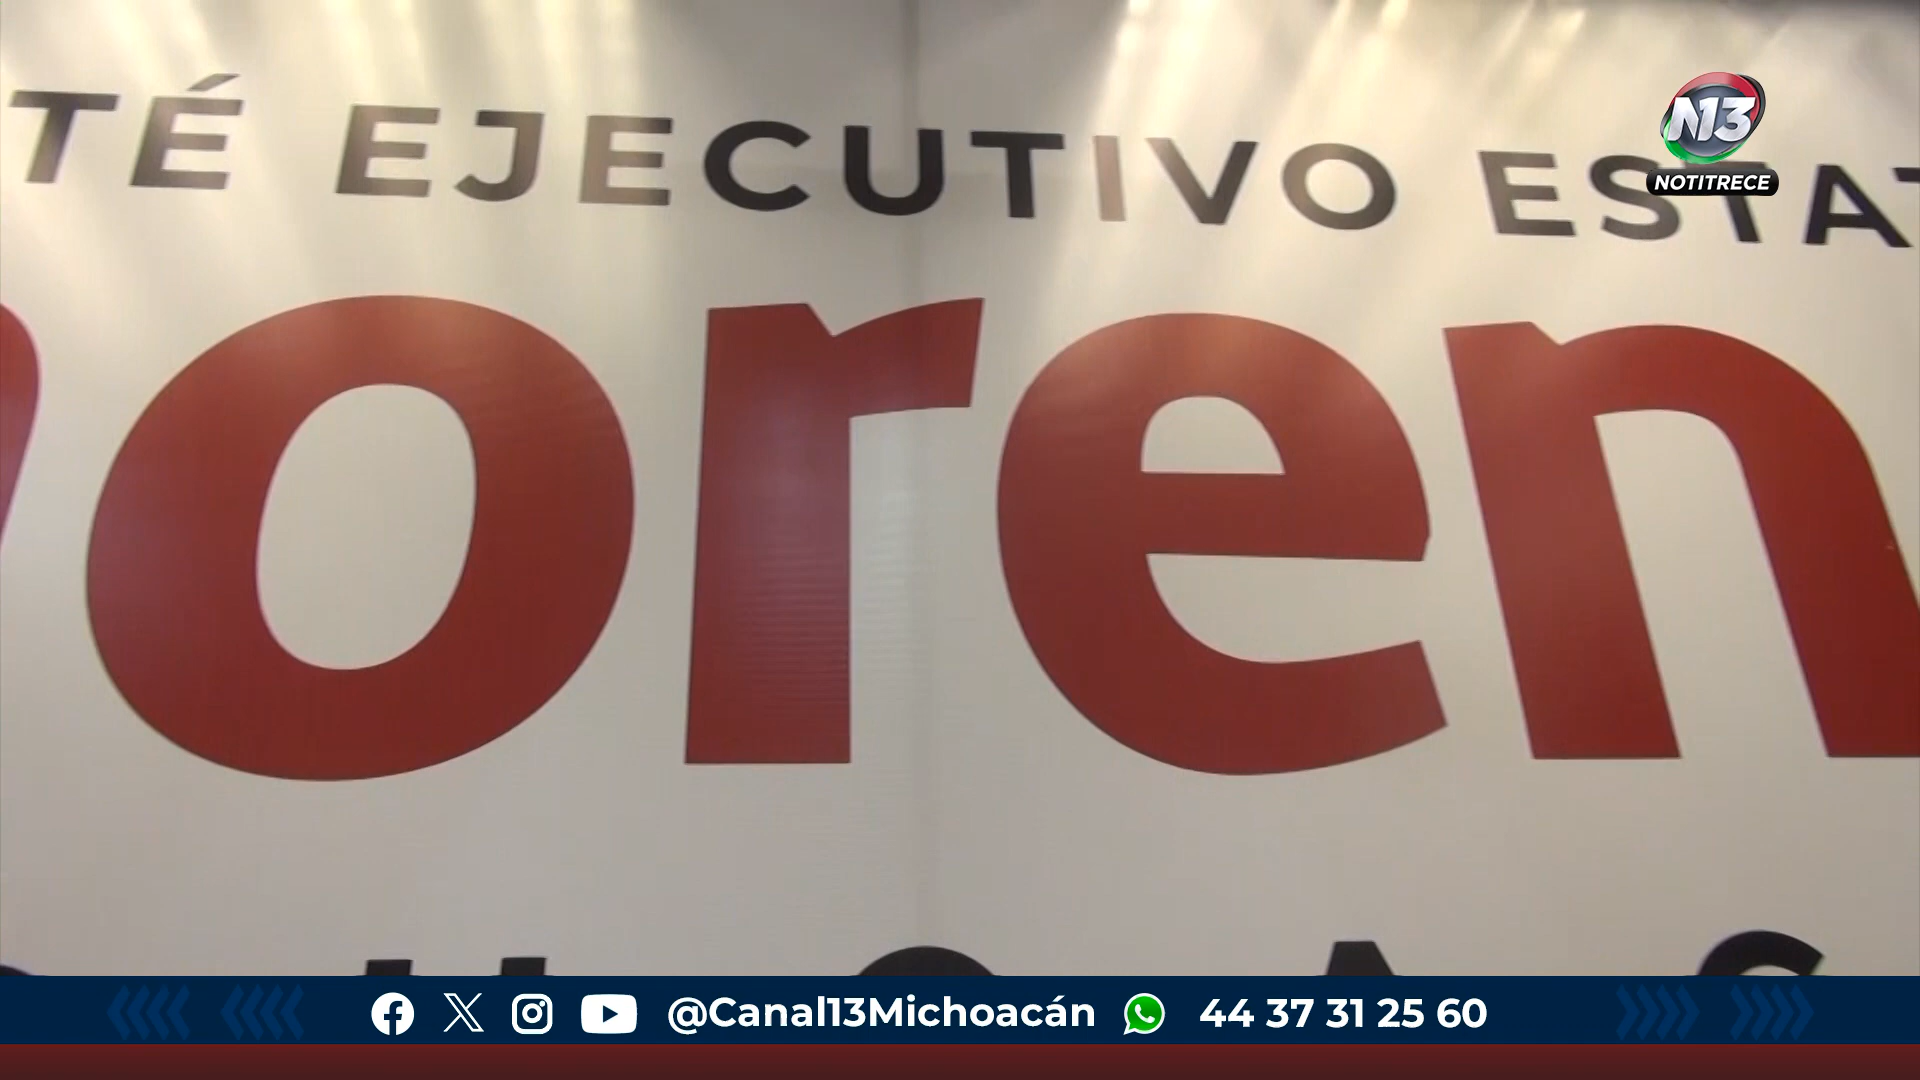 TÉ EJECUTIVO ESTAT
N13
NOTITRECE
oren
@Canal13Michoacán 44 37 31 25 60